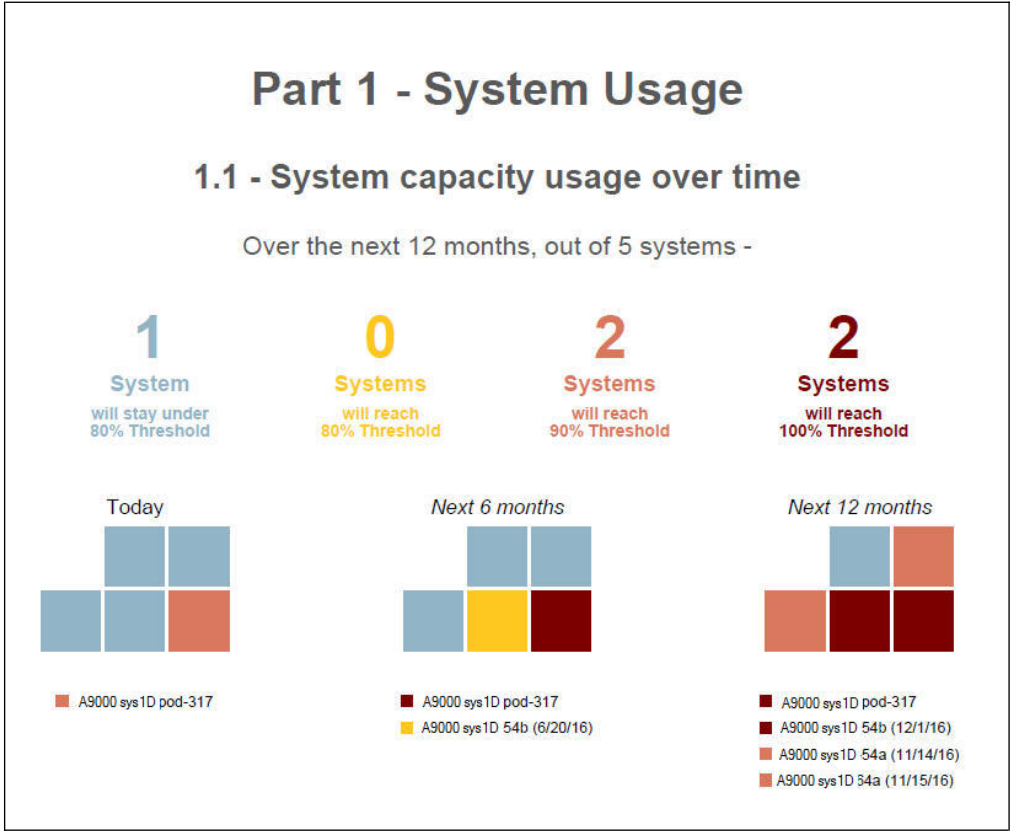 Part 1 - System Usage
1.1 - System capacity usage over time
Over the next 12 months, out of 5 systems -
1
System
will stay under
80% Threshold
0
Systems
will reach
80% Threshold
2
Systems
will reach
90% Threshold
2
Systems
will reach
100% Threshold
Today
A9000 sys1D pod-317
Next 6 months
A9000 sys1D pod-317
A9000 sys1D 54b (6/20/16)
Next 12 months
A9000 sys1D pod-317
A9000 sys1D 54b (12/1/16)
A9000 sys1D 54a (11/14/16)
A9000 sys1D 64a (11/15/16)